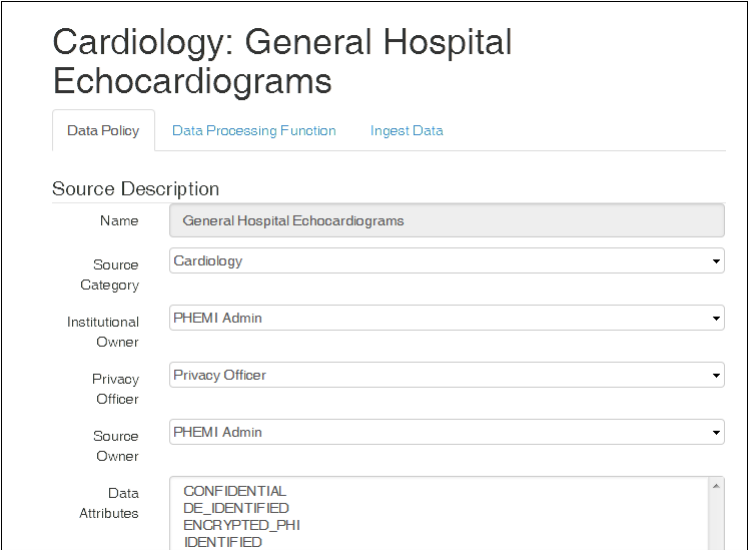 Cardiology: General Hospital
Echocardiograms
Data Policy
Data Processing Function
Ingest Data
Source Description
Name
General Hospital Echocardiograms
Source
Category
Cardiology
Institutional
Owner
PHEMI Admin
Privacy
Officer
Privacy Officer
Source
Owner
PHEMI Admin
Data
Attributes
CONFIDENTIAL
DE_IDENTIFIED
ENCRYPTED_PHI
IDENTIFIED